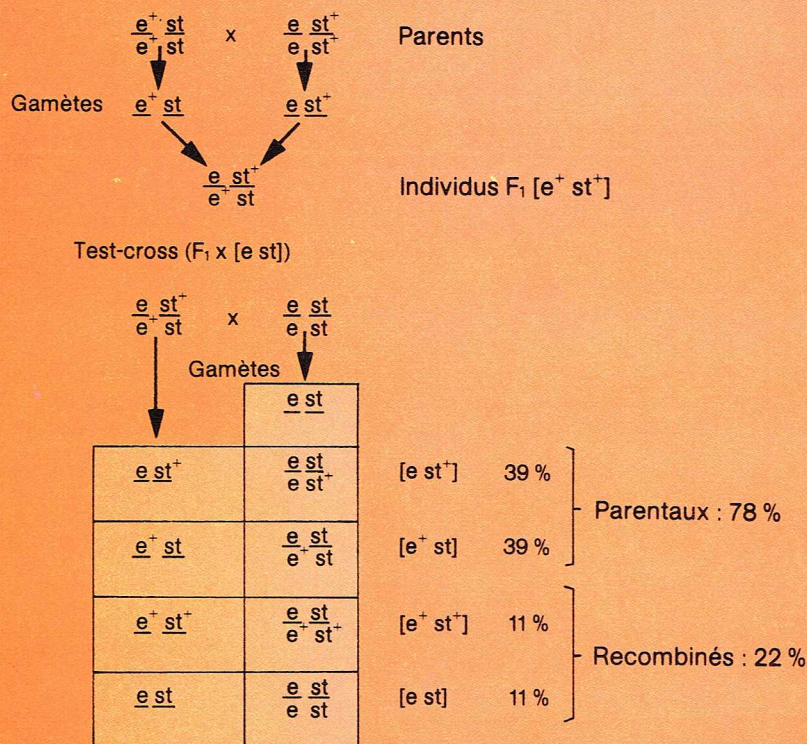 e⁺ st x e st⁺ Parents
e⁺ st e st⁺
Gamètes e⁺ st e st⁺
e st⁺
e⁺ st Individus F₁ [e⁺ st⁺]
Test-cross (F₁ x [e st])
e st⁺ x e st
e⁺ st e st
Gamètes
e st
e st⁺ e st [e st⁺] 39 %
e st⁺
Parentaux : 78 %
e⁺ st e st [e⁺ st] 39 %
e⁺ st
e⁺ st⁺ e st [e⁺ st⁺] 11 %
e⁺ st⁺
Recombinés : 22 %
e st e st [e st] 11 %
e st